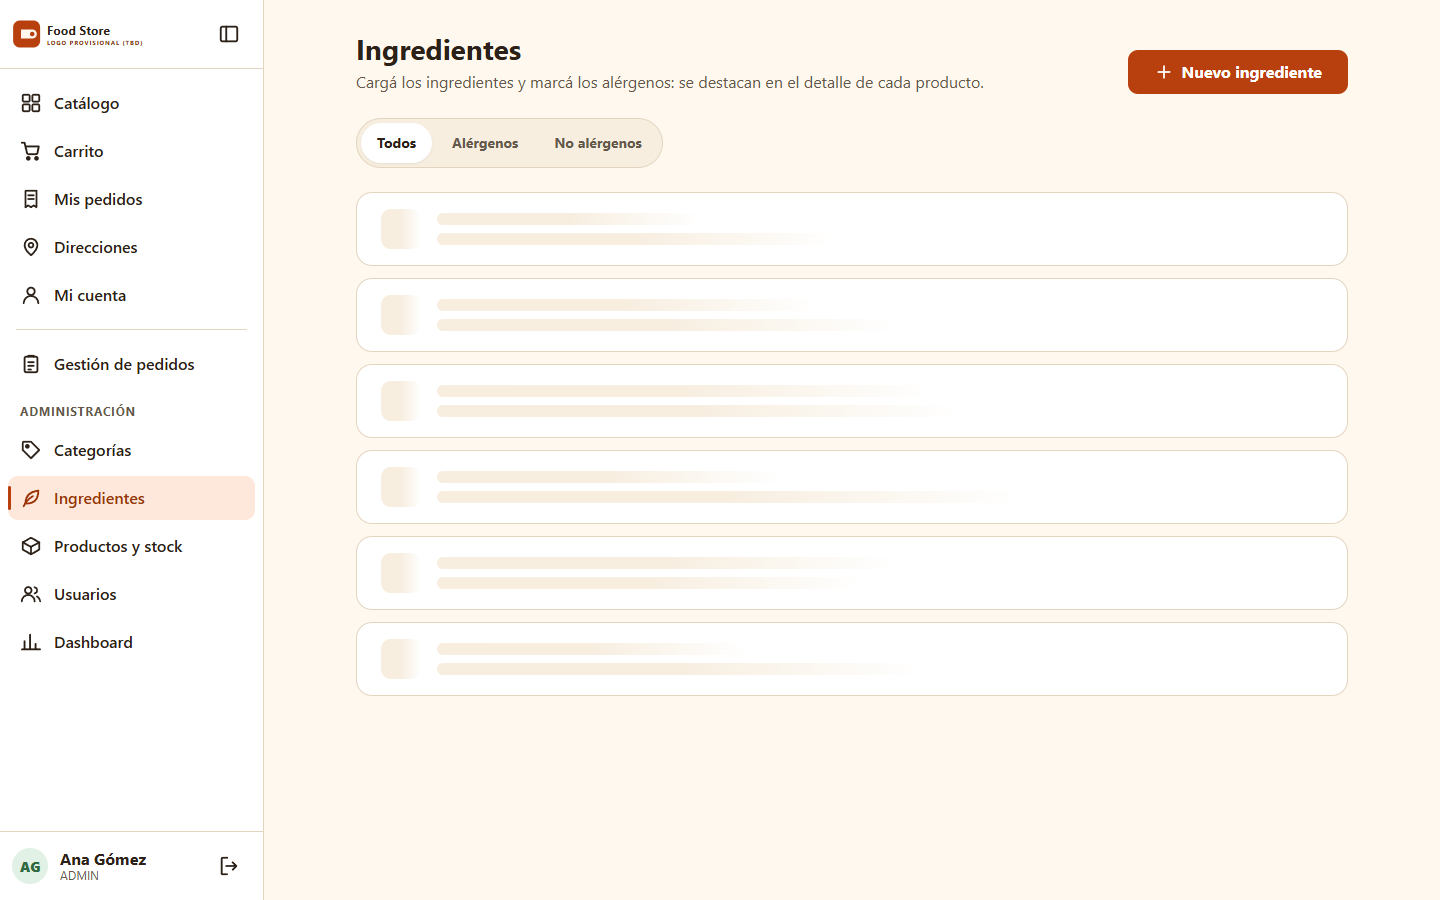 Food Store
LOGO PROVISIONAL (TBD)
Catálogo
Carrito
Mis pedidos
Direcciones
Mi cuenta
Gestión de pedidos
ADMINISTRACIÓN
Categorías
Ingredientes
Productos y stock
Usuarios
Dashboard
AG
Ana Gómez
ADMIN
Ingredientes
Cargá los ingredientes y marcá los alérgenos: se destacan en el detalle de cada producto.
Nuevo ingrediente
Todos
Alérgenos
No alérgenos